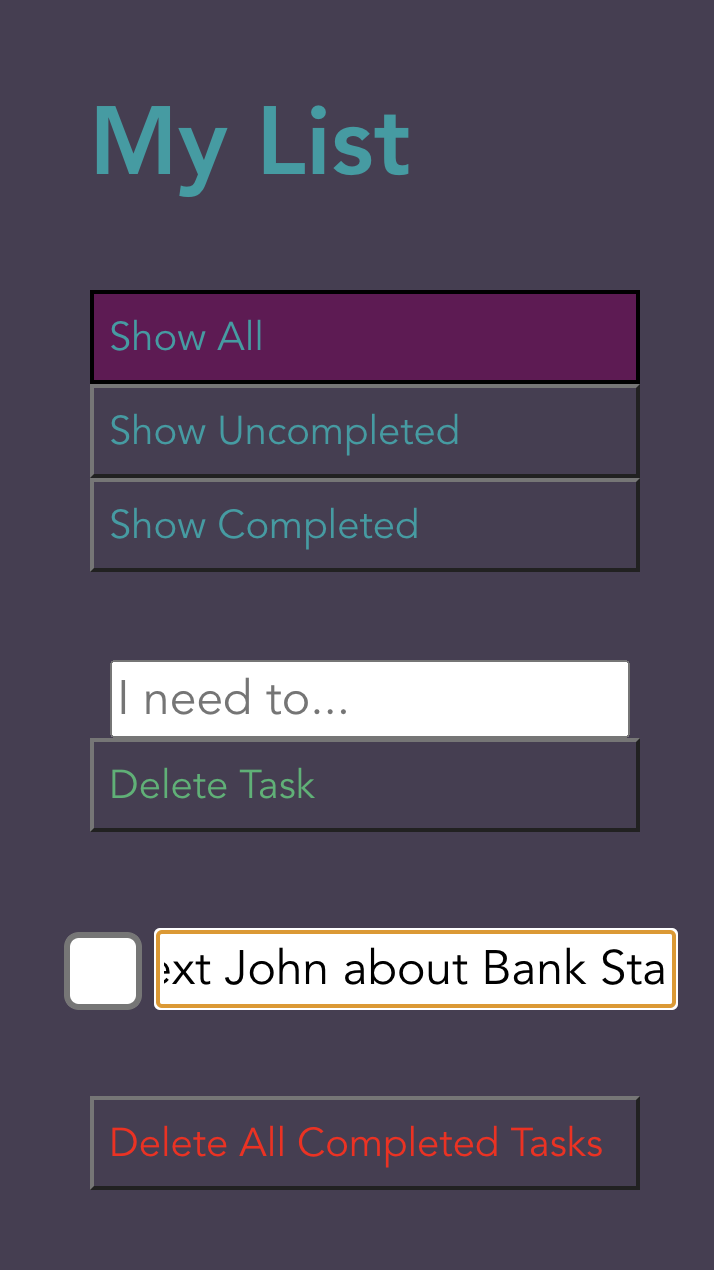 My List
Show All
Show Uncompleted
Show Completed
I need to...
Delete Task
ext John about Bank Sta
Delete All Completed Tasks